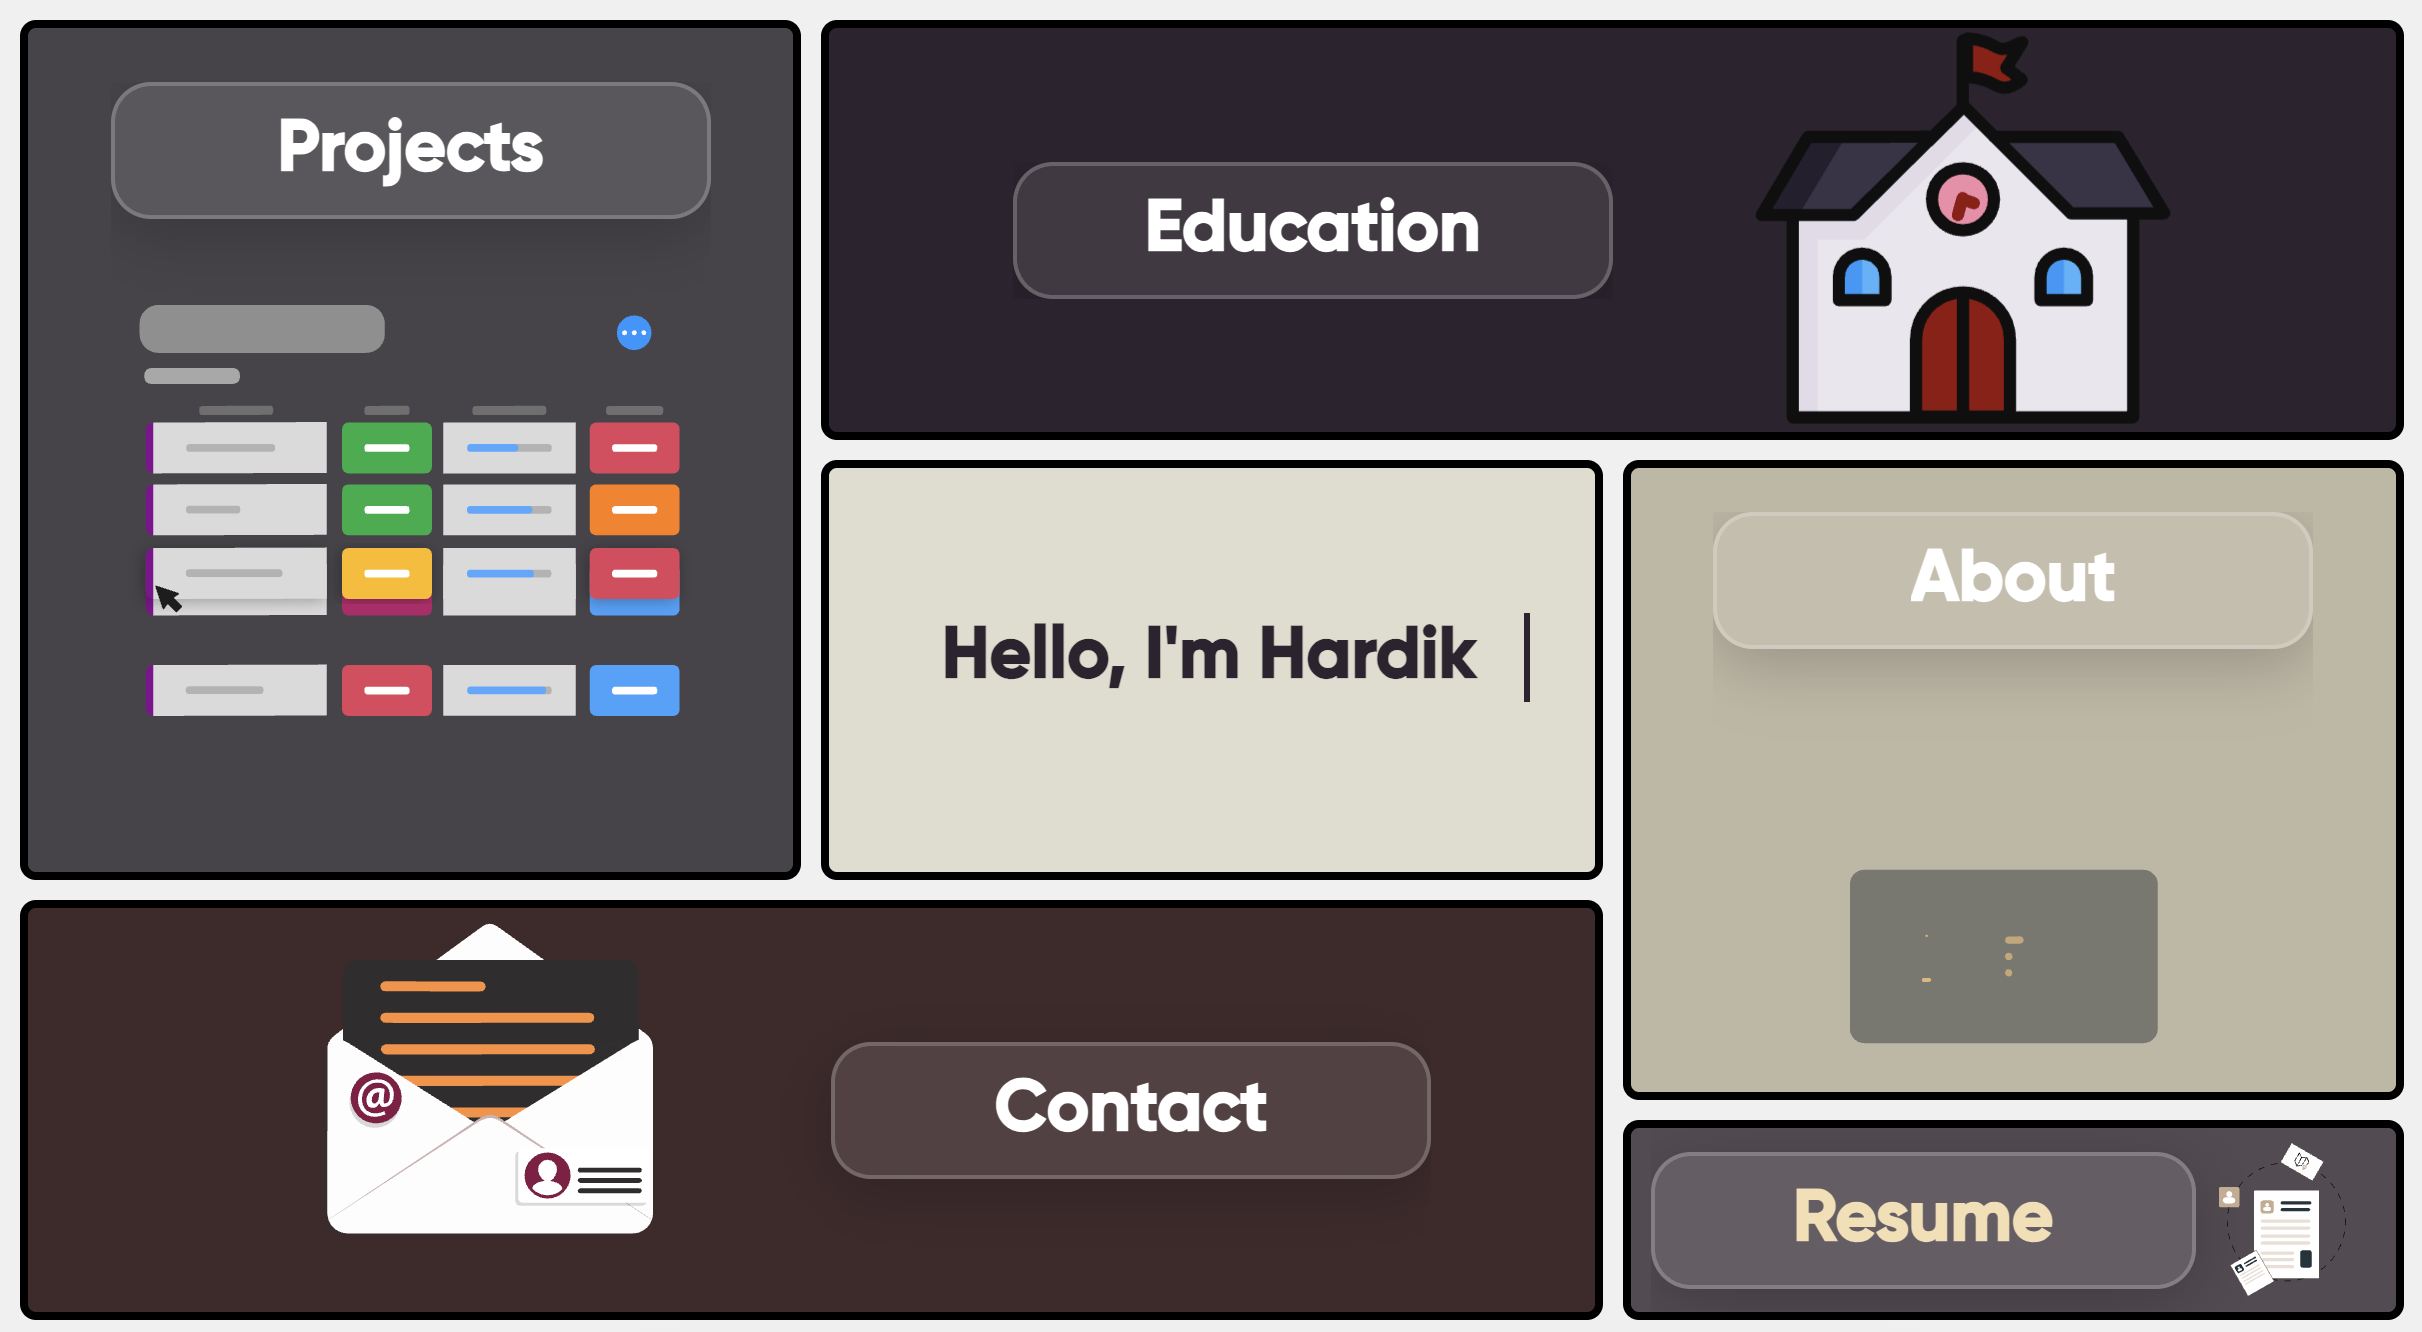 Projects
Education
Hello, I'm Hardik
About
@
Contact
Resume